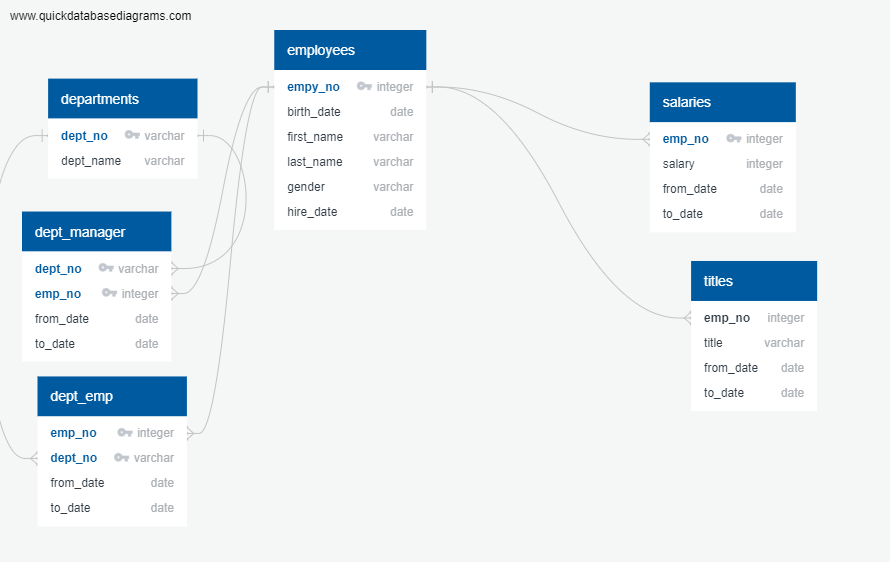 www.quickdatabasediagrams.com
employees
empy_no integer
birth_date date
first_name varchar
last_name varchar
gender varchar
hire_date date
departments
dept_no varchar
dept_name varchar
dept_manager
dept_no varchar
emp_no integer
from_date date
to_date date
dept_emp
emp_no integer
dept_no varchar
from_date date
to_date date
salaries
emp_no integer
salary integer
from_date date
to_date date
titles
emp_no integer
title varchar
from_date date
to_date date